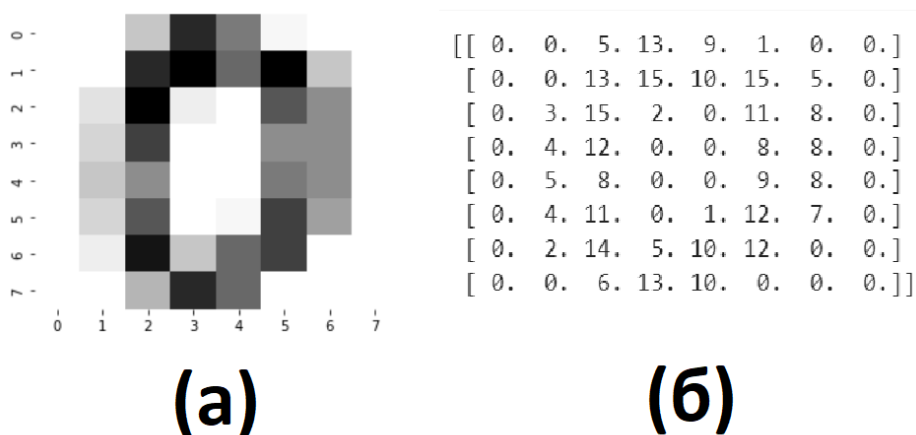 0
1
2
3
4
5
6
7
0 1 2 3 4 5 6 7
(а)
[[ 0. 0. 5. 13. 9. 1. 0. 0.]
[ 0. 0. 13. 15. 10. 15. 5. 0.]
[ 0. 3. 15. 2. 0. 11. 8. 0.]
[ 0. 4. 12. 0. 0. 8. 8. 0.]
[ 0. 5. 8. 0. 0. 9. 8. 0.]
[ 0. 4. 11. 0. 1. 12. 7. 0.]
[ 0. 2. 14. 5. 10. 12. 0. 0.]
[ 0. 0. 6. 13. 10. 0. 0. 0.]]
(б)